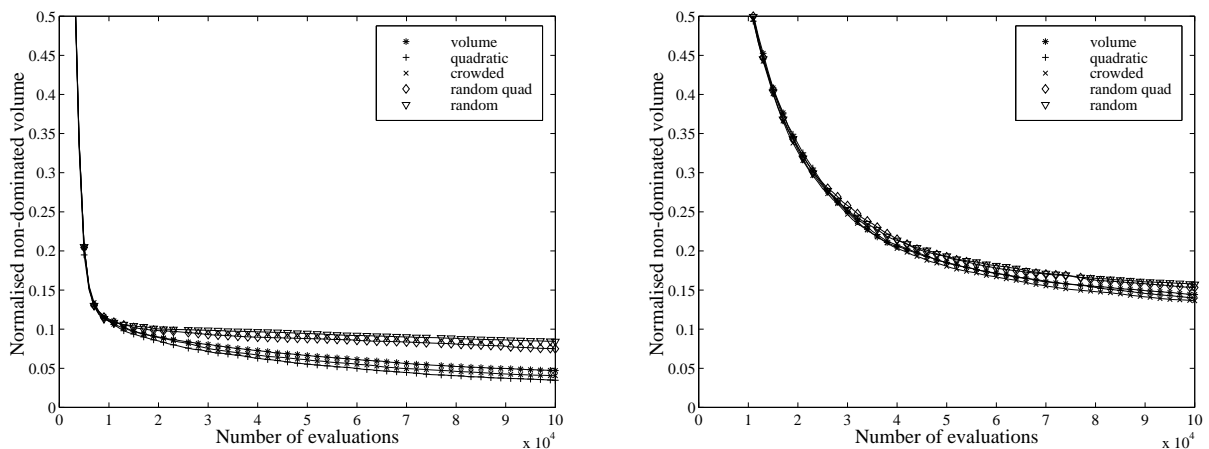 0.5
0.45
0.4
0.35
0.3
0.25
0.2
0.15
0.1
0.05
0
Normalised non-dominated volume
volume
quadratic
crowded
random quad
random
0 1 2 3 4 5 6 7 8 9 10
Number of evaluations
x 10^4
0.5
0.45
0.4
0.35
0.3
0.25
0.2
0.15
0.1
0.05
0
Normalised non-dominated volume
volume
quadratic
crowded
random quad
random
0 1 2 3 4 5 6 7 8 9 10
Number of evaluations
x 10^4